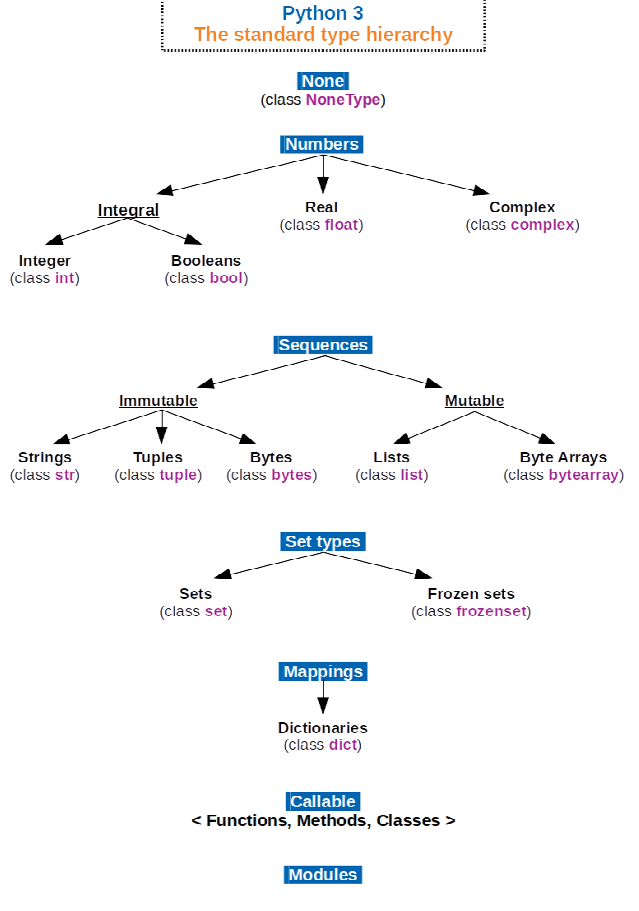 Python 3
The standard type hierarchy
None
(class NoneType)
Numbers
Integral
Real
(class float)
Complex
(class complex)
Integer
(class int)
Booleans
(class bool)
Sequences
Immutable
Mutable
Strings
(class str)
Tuples
(class tuple)
Bytes
(class bytes)
Lists
(class list)
Byte Arrays
(class bytearray)
Set types
Sets
(class set)
Frozen sets
(class frozenset)
Mappings
Dictionaries
(class dict)
Callable
< Functions, Methods, Classes >
Modules